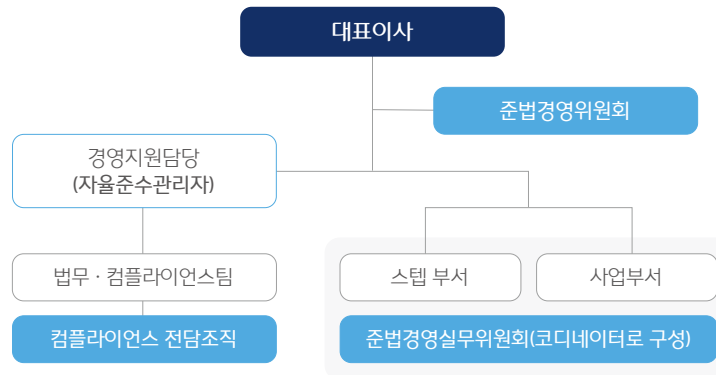 대표이사
준법경영위원회
경영지원담당
(자율준수관리자)
법무 · 컴플라이언스팀
스텝 부서
사업부서
컴플라이언스 전담조직
준법경영실무위원회(코디네이터로 구성)